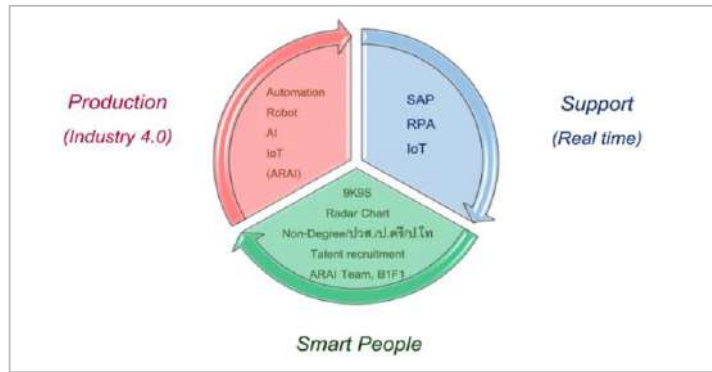 Production
(Industry 4.0)
Automation
Robot
AI
IoT
(ARAI)
SAP
RPA
IoT
Support
(Real time)
9K9S
Radar Chart
Non-Degree/ปวส./ป.ตรี/ป.โท
Talent recruitment
ARAI Team, B1F1
Smart People